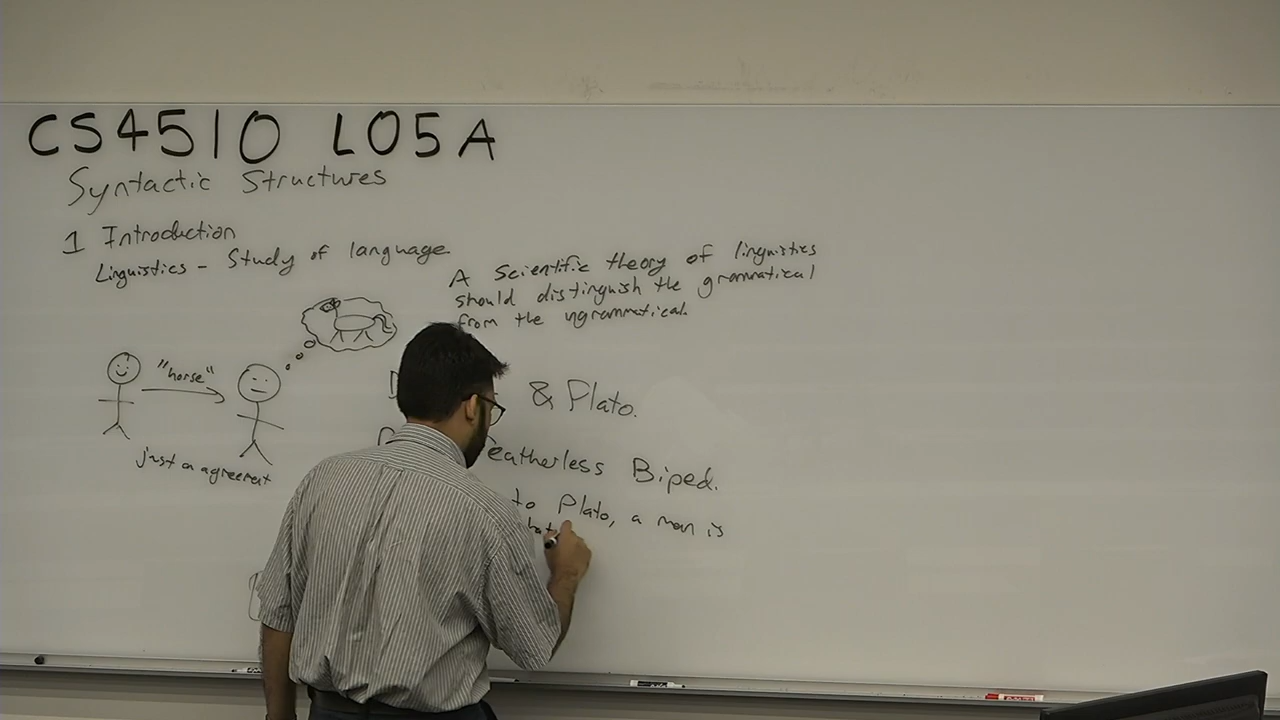 CS4510 L05A
Syntactic Structures
1 Introduction
Linguistics - Study of language
A scientific theory of linguistics
should distinguish the grammatical
from the ungrammatical.
"horse"
just an agreement
& Plato.
Featherless Biped.
to Plato, a man is